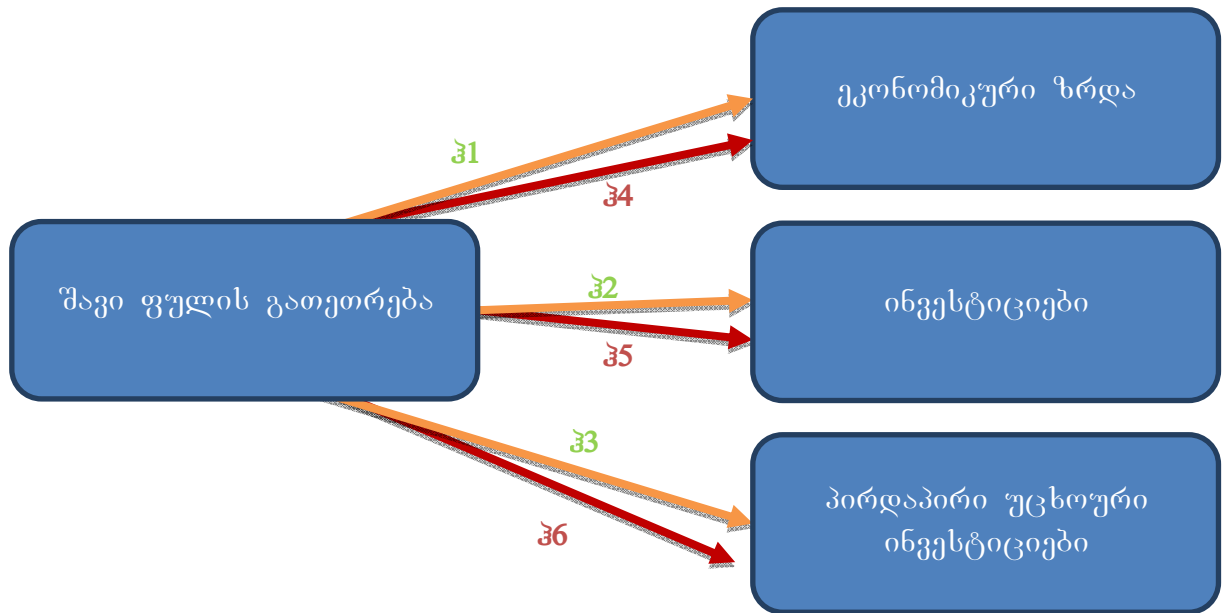 ეკონომიკური ზრდა
ჰ1
ჰ4
შავი ფულის გათეთრება
ჰ2
ჰ5
ინვესტიციები
ჰ3
ჰ6
პირდაპირი უცხოური
ინვესტიციები